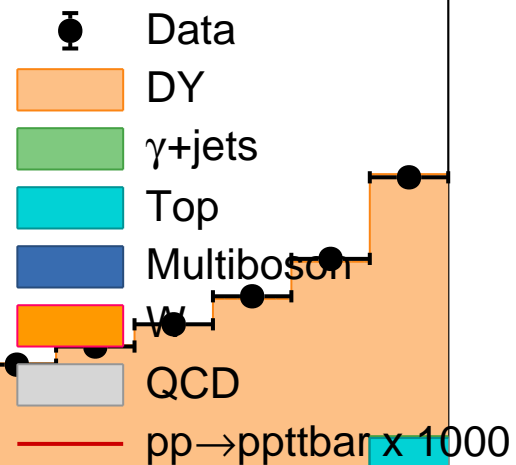 Data
DY
γ+jets
Top
Multiboson
W
QCD
pp→ppttbar x 1000